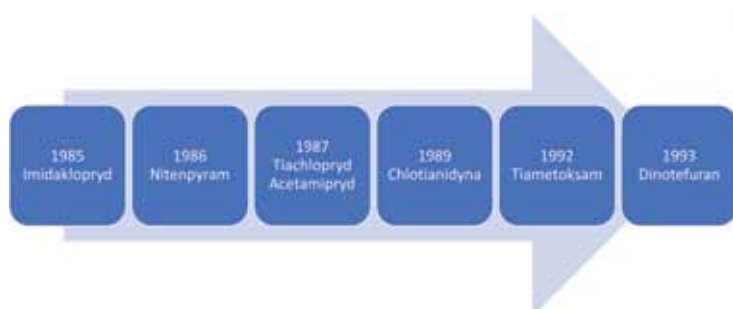 1985
Imidaklopryd
1986
Nitenpyram
1987
Tiachlopryd
Acetamipryd
1989
Chlotianidyna
1992
Tiametoksam
1993
Dinotefuran